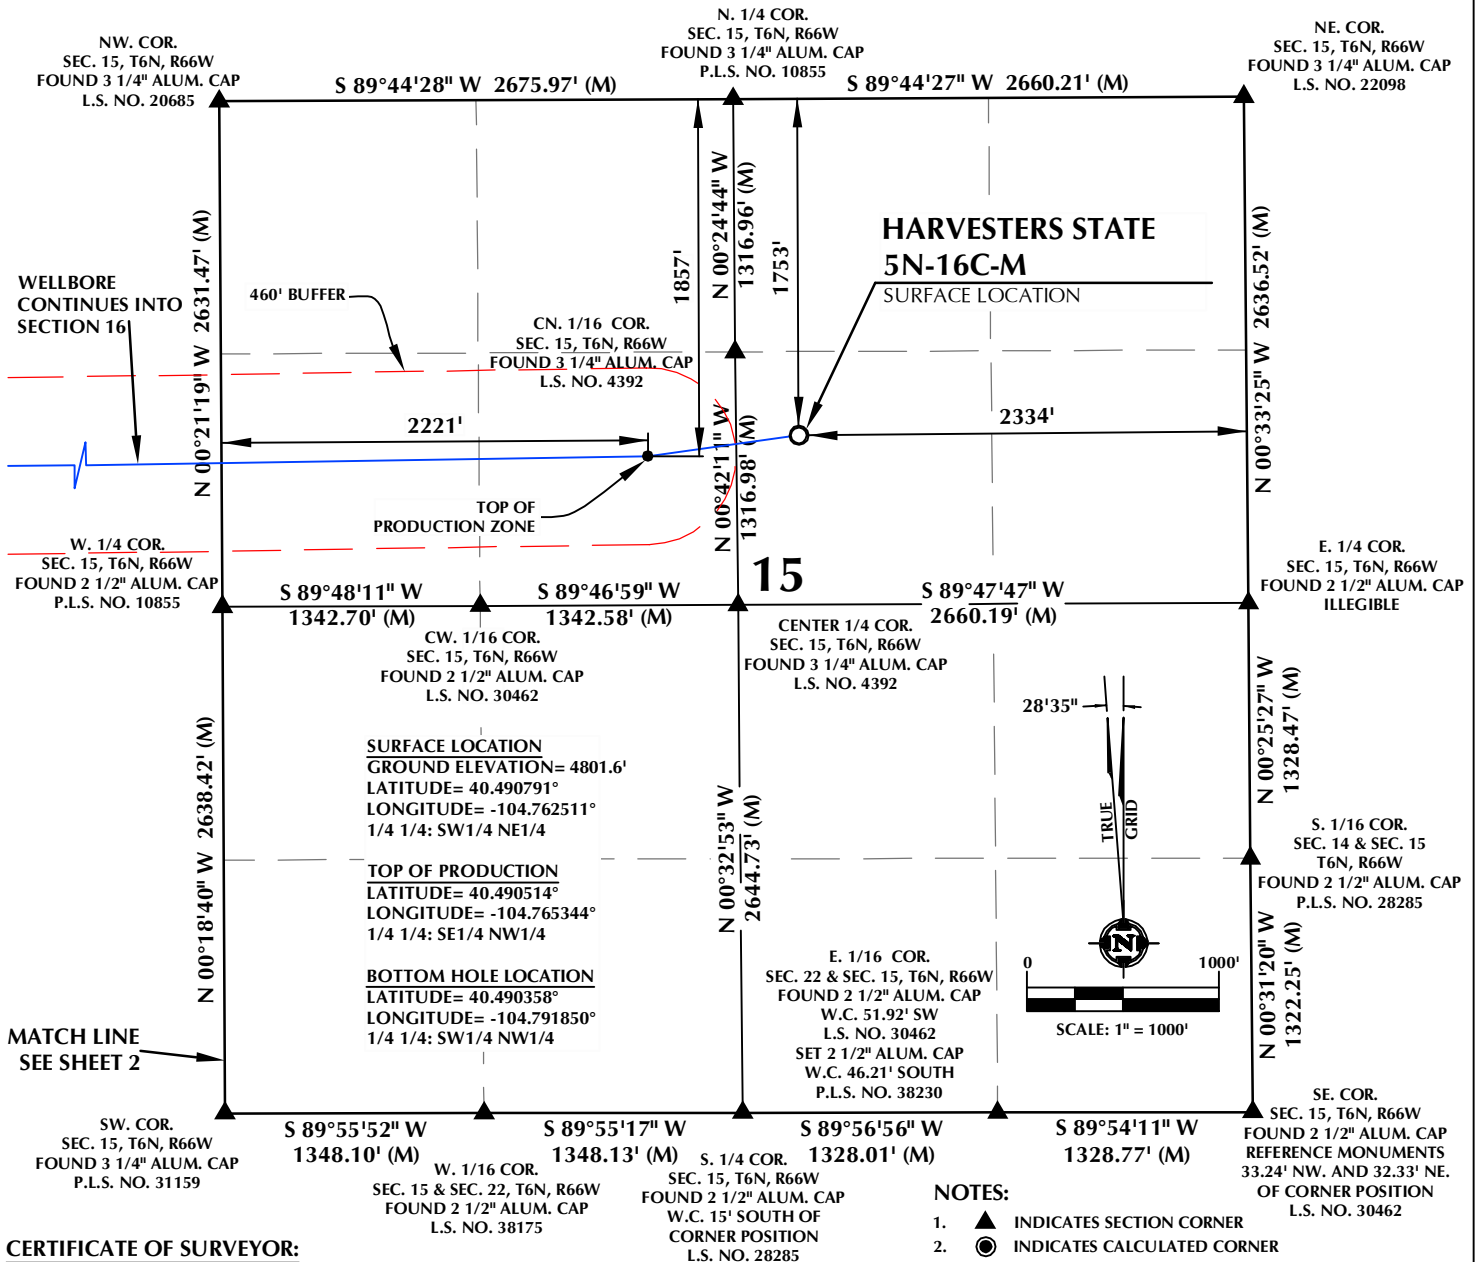 NW. COR.
SEC. 15, T6N, R66W
FOUND 3 1/4" ALUM. CAP
L.S. NO. 20685
N. 1/4 COR.
SEC. 15, T6N, R66W
FOUND 3 1/4" ALUM. CAP
P.L.S. NO. 10855
NE. COR.
SEC. 15, T6N, R66W
FOUND 3 1/4" ALUM. CAP
L.S. NO. 22098
S 89°44'28" W 2675.97' (M)
S 89°44'27" W 2660.21' (M)
N 00°21'19" W 2631.47' (M)
1857'
N 00°24'44" W
1316.96' (M)
1753'
HARVESTERS STATE
5N-16C-M
SURFACE LOCATION
N 00°33'25" W 2636.52' (M)
WELLBORE
CONTINUES INTO
SECTION 16
460' BUFFER
CN. 1/16 COR.
SEC. 15, T6N, R66W
FOUND 3 1/4" ALUM. CAP
L.S. NO. 4392
2221'
2334'
N 00°42'11" W
1316.98' (M)
TOP OF
PRODUCTION ZONE
W. 1/4 COR.
SEC. 15, T6N, R66W
FOUND 2 1/2" ALUM. CAP
P.L.S. NO. 10855
15
E. 1/4 COR.
SEC. 15, T6N, R66W
FOUND 2 1/2" ALUM. CAP
ILLEGIBLE
S 89°48'11" W
1342.70' (M)
S 89°46'59" W
1342.58' (M)
S 89°47'47" W
2660.19' (M)
CW. 1/16 COR.
SEC. 15, T6N, R66W
FOUND 2 1/2" ALUM. CAP
L.S. NO. 30462
CENTER 1/4 COR.
SEC. 15, T6N, R66W
FOUND 3 1/4" ALUM. CAP
L.S. NO. 4392
N 00°18'40" W 2638.42' (M)
SURFACE LOCATION
GROUND ELEVATION= 4801.6'
LATITUDE= 40.490791°
LONGITUDE= -104.762511°
1/4 1/4: SW1/4 NE1/4
TOP OF PRODUCTION
LATITUDE= 40.490514°
LONGITUDE= -104.765344°
1/4 1/4: SE1/4 NW1/4
BOTTOM HOLE LOCATION
LATITUDE= 40.490358°
LONGITUDE= -104.791850°
1/4 1/4: SW1/4 NW1/4
N 00°32'53" W
2644.73' (M)
28'35"
TRUE
GRID
N
0 1000'
SCALE: 1" = 1000'
N 00°25'27" W
1328.47' (M)
S. 1/16 COR.
SEC. 14 & SEC. 15
T6N, R66W
FOUND 2 1/2" ALUM. CAP
P.L.S. NO. 28285
N 00°31'20" W
1322.25' (M)
E. 1/16 COR.
SEC. 22 & SEC. 15, T6N, R66W
FOUND 2 1/2" ALUM. CAP
W.C. 51.92' SW
L.S. NO. 30462
SET 2 1/2" ALUM. CAP
W.C. 46.21' SOUTH
P.L.S. NO. 38230
MATCH LINE
SEE SHEET 2
SW. COR.
SEC. 15, T6N, R66W
FOUND 3 1/4" ALUM. CAP
P.L.S. NO. 31159
S 89°55'52" W
1348.10' (M)
S 89°55'17" W
1348.13' (M)
S 89°56'56" W
1328.01' (M)
S 89°54'11" W
1328.77' (M)
SE. COR.
SEC. 15, T6N, R66W
FOUND 2 1/2" ALUM. CAP
REFERENCE MONUMENTS
33.24' NW. AND 32.33' NE.
OF CORNER POSITION
L.S. NO. 30462
W. 1/16 COR.
SEC. 15 & SEC. 22, T6N, R66W
FOUND 2 1/2" ALUM. CAP
L.S. NO. 38175
S. 1/4 COR.
SEC. 15, T6N, R66W
FOUND 2 1/2" ALUM. CAP
W.C. 15' SOUTH OF
CORNER POSITION
L.S. NO. 28285
NOTES:
1. INDICATES SECTION CORNER
2. INDICATES CALCULATED CORNER
CERTIFICATE OF SURVEYOR: